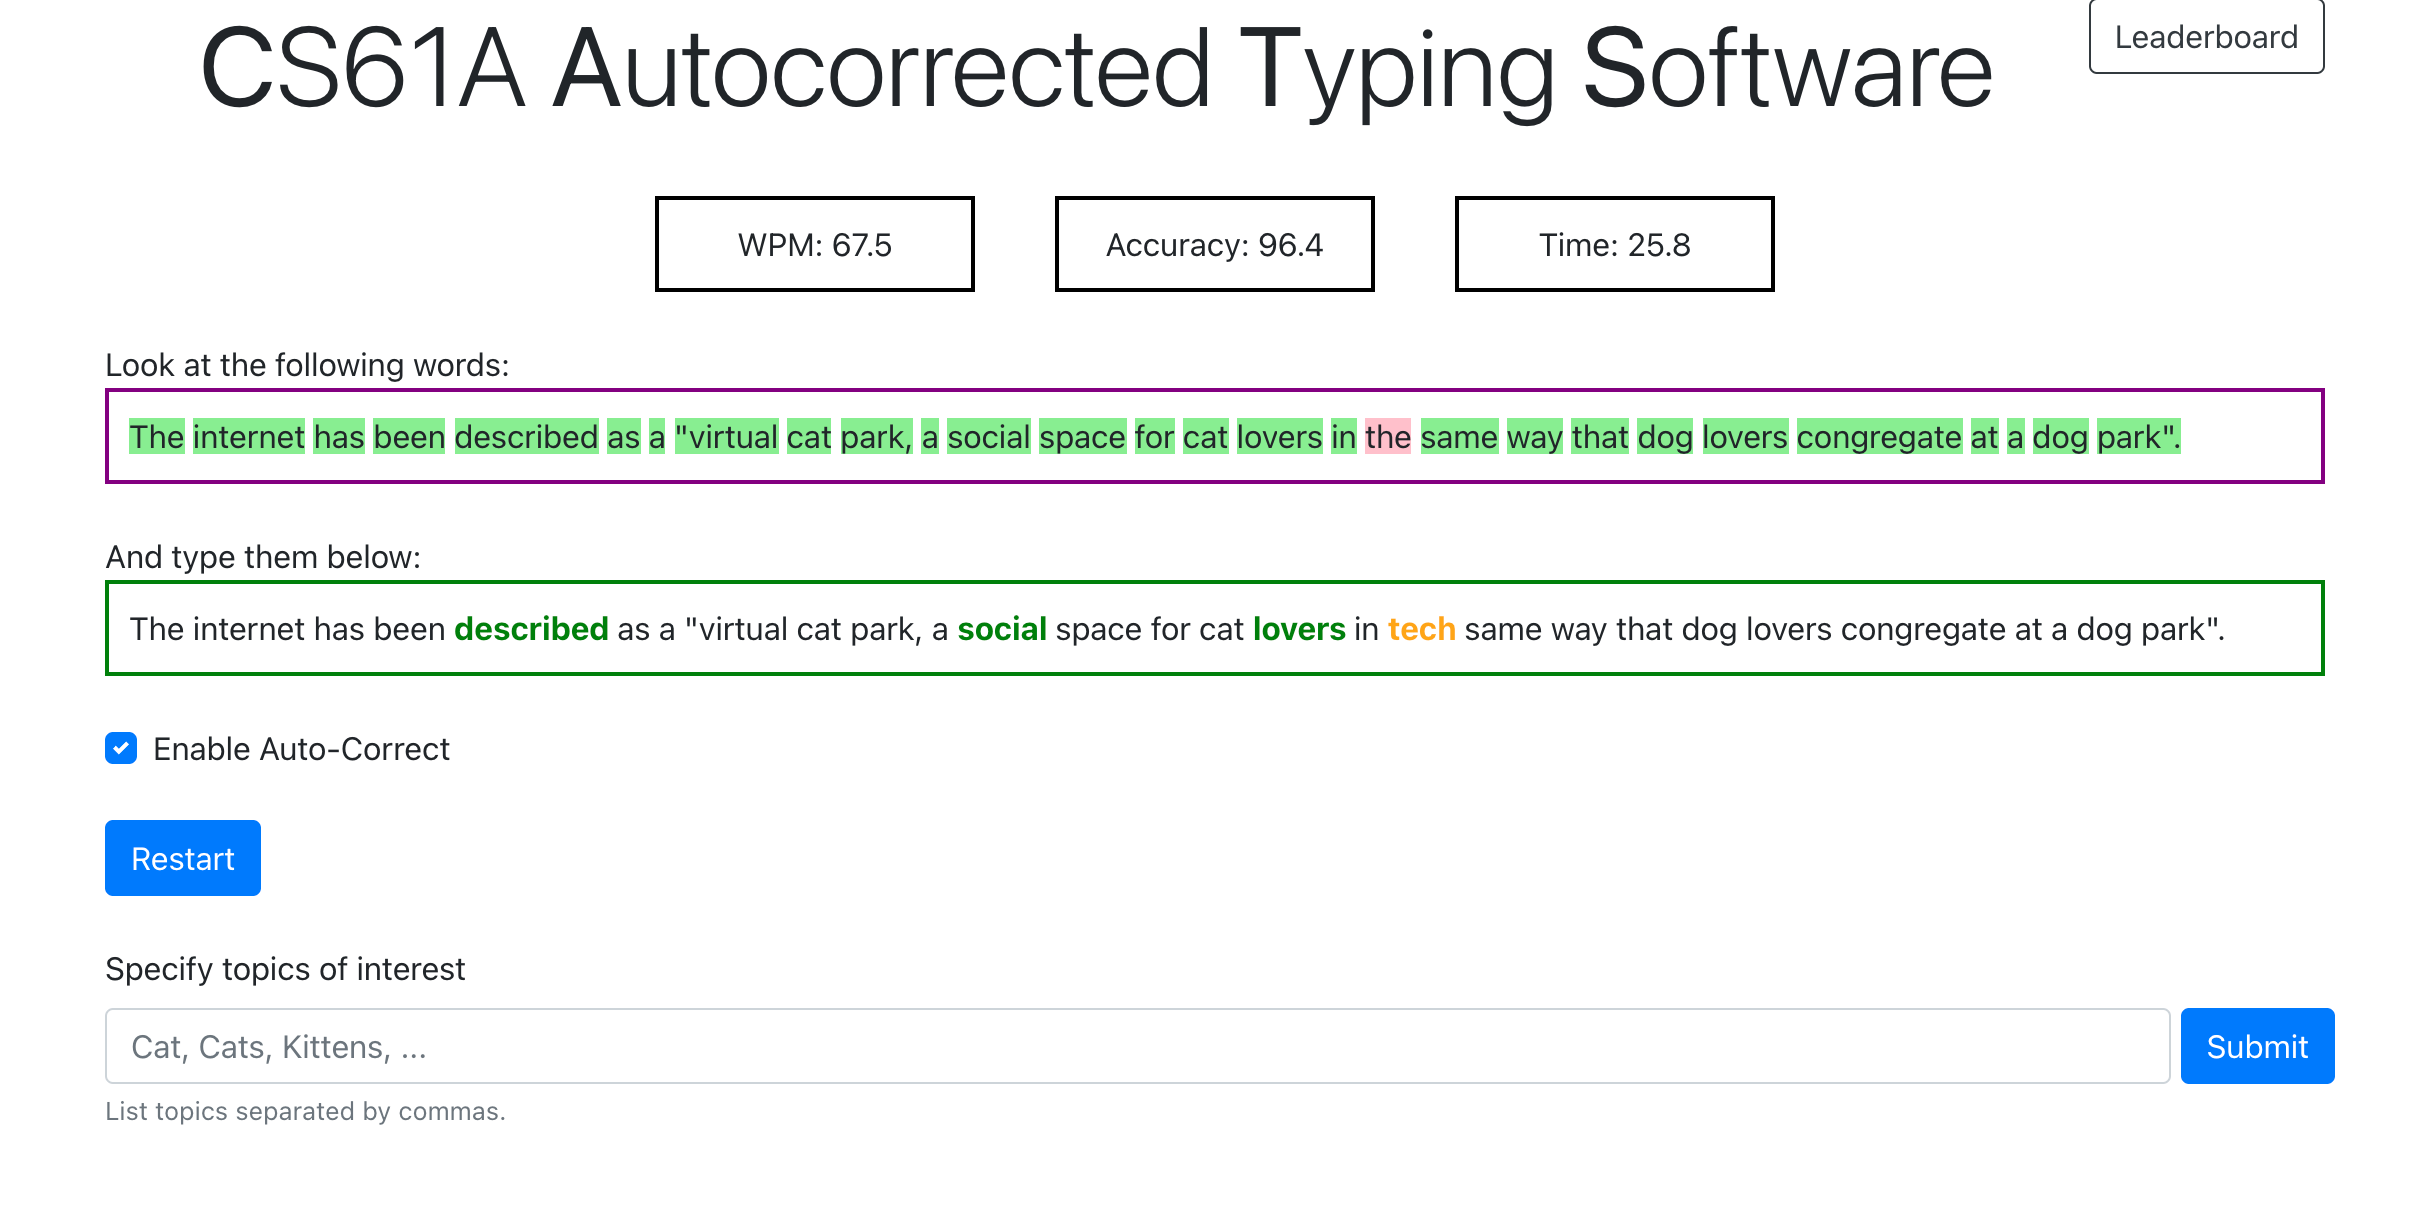 CS61A Autocorrected Typing Software
Leaderboard
WPM: 67.5
Accuracy: 96.4
Time: 25.8
Look at the following words:
The internet has been described as a "virtual cat park, a social space for cat lovers in the same way that dog lovers congregate at a dog park".
And type them below:
The internet has been described as a "virtual cat park, a social space for cat lovers in tech same way that dog lovers congregate at a dog park".
Enable Auto-Correct
Restart
Specify topics of interest
Cat, Cats, Kittens, ...
Submit
List topics separated by commas.